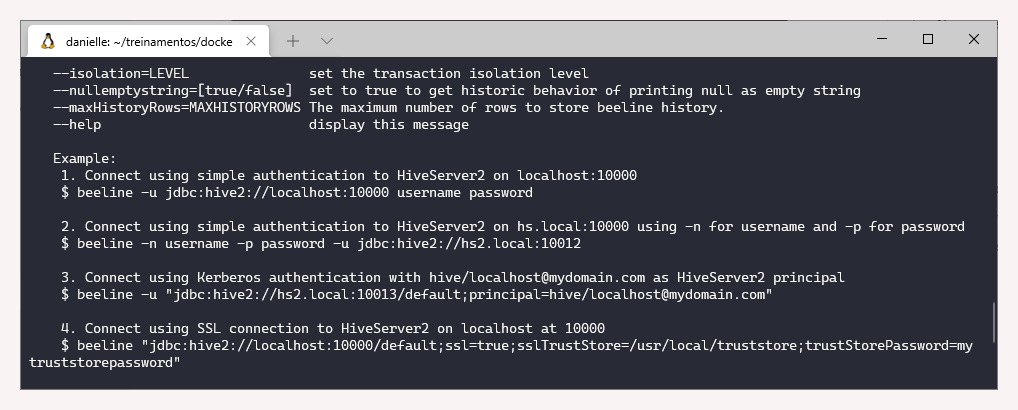 danielle: ~/treinamentos/docke
--isolation=LEVEL set the transaction isolation level
--nullemptystring=[true/false] set to true to get historic behavior of printing null as empty string
--maxHistoryRows=MAXHISTORYROWS The maximum number of rows to store beeline history.
--help display this message
Example:
1. Connect using simple authentication to HiveServer2 on localhost:10000
$ beeline -u jdbc:hive2://localhost:10000 username password
2. Connect using simple authentication to HiveServer2 on hs.local:10000 using -n for username and -p for password
$ beeline -n username -p password -u jdbc:hive2://hs2.local:10012
3. Connect using Kerberos authentication with hive/localhost@mydomain.com as HiveServer2 principal
$ beeline -u "jdbc:hive2://hs2.local:10013/default;principal=hive/localhost@mydomain.com"
4. Connect using SSL connection to HiveServer2 on localhost at 10000
$ beeline "jdbc:hive2://localhost:10000/default;ssl=true;sslTrustStore=/usr/local/truststore;trustStorePassword=my
truststorepassword"